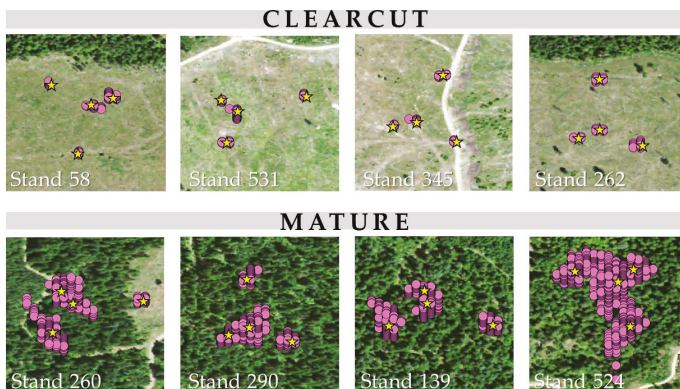 CLEARCUT
Stand 58
Stand 531
Stand 345
Stand 262
MATURE
Stand 260
Stand 290
Stand 139
Stand 524